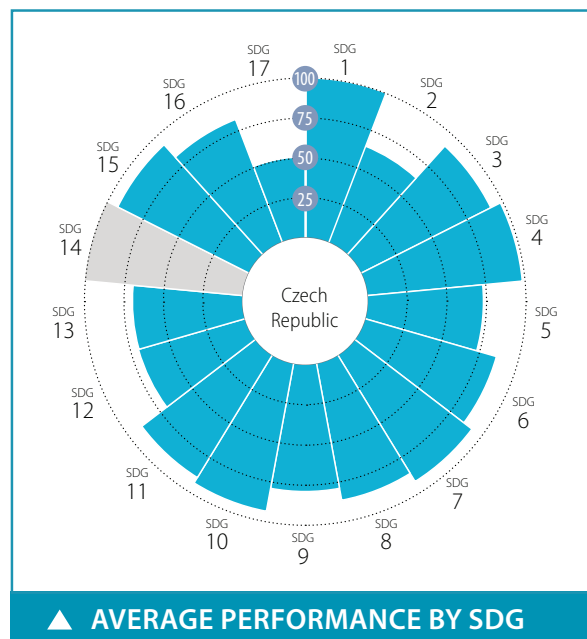 SDG
1
SDG
2
SDG
3
SDG
4
SDG
5
SDG
6
SDG
7
SDG
8
SDG
9
SDG
10
SDG
11
SDG
12
SDG
13
SDG
14
SDG
15
SDG
16
SDG
17
100
75
50
25
Czech
Republic
▲ AVERAGE PERFORMANCE BY SDG